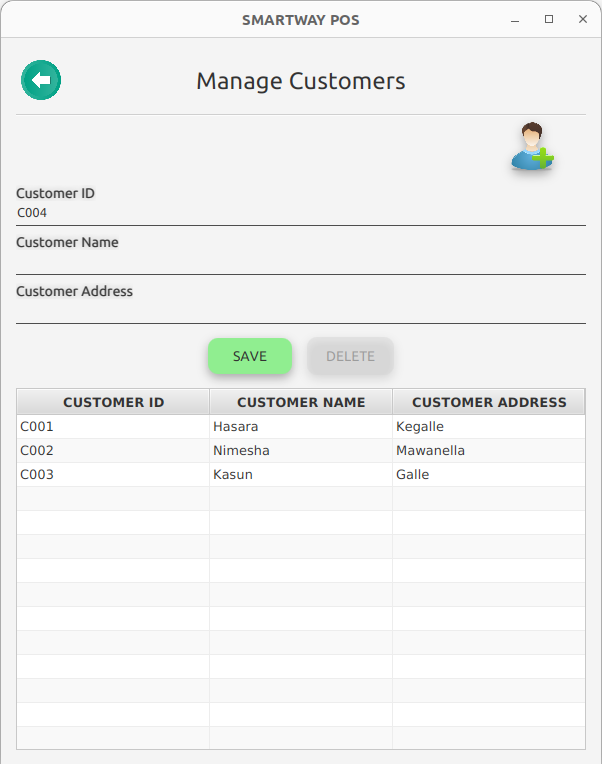 SMARTWAY POS
Manage Customers
Customer ID
C004
Customer Name
Customer Address
SAVE DELETE
CUSTOMER ID CUSTOMER NAME CUSTOMER ADDRESS
C001 Hasara Kegalle
C002 Nimesha Mawanella
C003 Kasun Galle